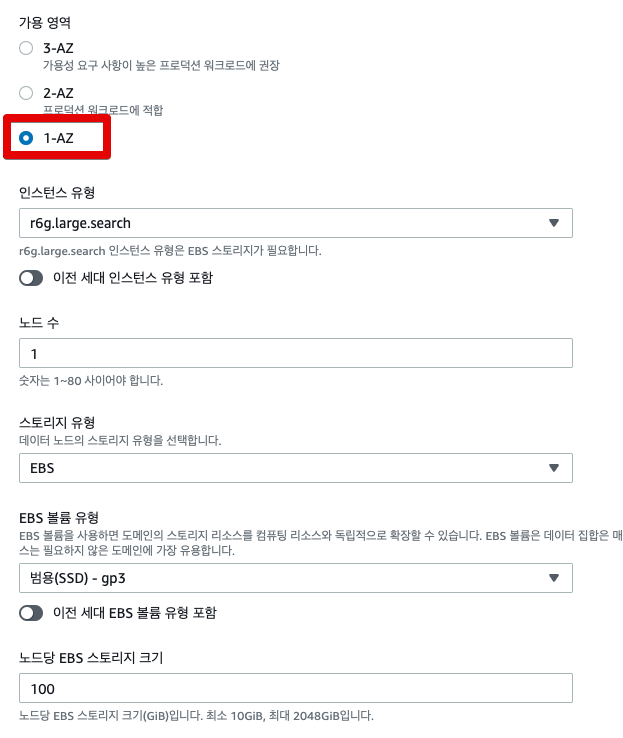 가용 영역
3-AZ
가용성 요구 사항이 높은 프로덕션 워크로드에 권장
2-AZ
프로덕션 워크로드에 적합
1-AZ
인스턴스 유형
r6g.large.search
r6g.large.search 인스턴스 유형은 EBS 스토리지가 필요합니다.
이전 세대 인스턴스 유형 포함
노드 수
1
숫자는 1~80 사이어야 합니다.
스토리지 유형
데이터 노드의 스토리지 유형을 선택합니다.
EBS
EBS 볼륨 유형
EBS 볼륨을 사용하면 도메인의 스토리지 리소스를 컴퓨팅 리소스와 독립적으로 확장할 수 있습니다. EBS 볼륨은 데이터 집합은 매
스는 필요하지 않은 도메인에 가장 유용합니다.
범용(SSD) - gp3
이전 세대 EBS 볼륨 유형 포함
노드당 EBS 스토리지 크기
100
노드당 EBS 스토리지 크기(GiB)입니다. 최소 10GiB, 최대 2048GiB입니다.